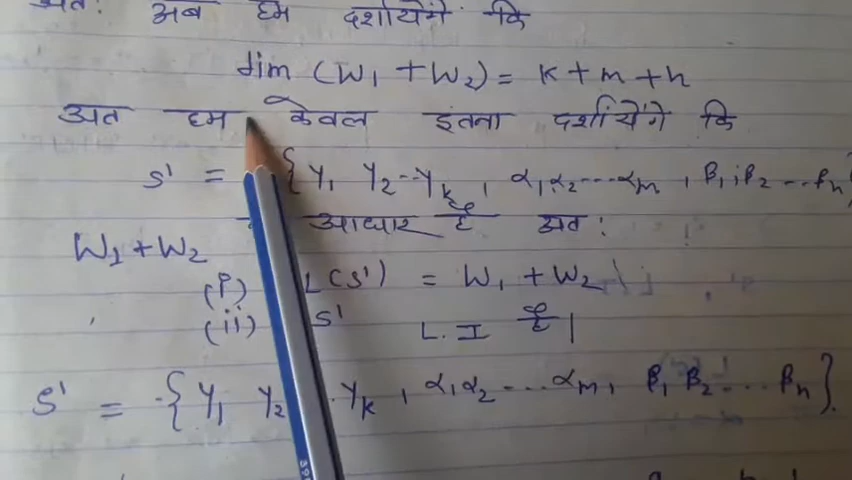 अतः अब हम दर्शायेंगे कि
dim (W₁ + W₂) = k + m + n
अत हम केवल इतना दर्शायेंगे कि
S' = {γ₁ γ₂ -- γₖ, α₁, α₂ --- αₘ, β₁, β₂ -- βₙ
आधार है अतः
W₁ + W₂
(i) L(S') = W₁ + W₂
(ii) S' L. I है |
S' = {γ₁ γ₂ . γₖ, α₁ α₂ --- αₘ, β₁ β₂ --- βₙ}.